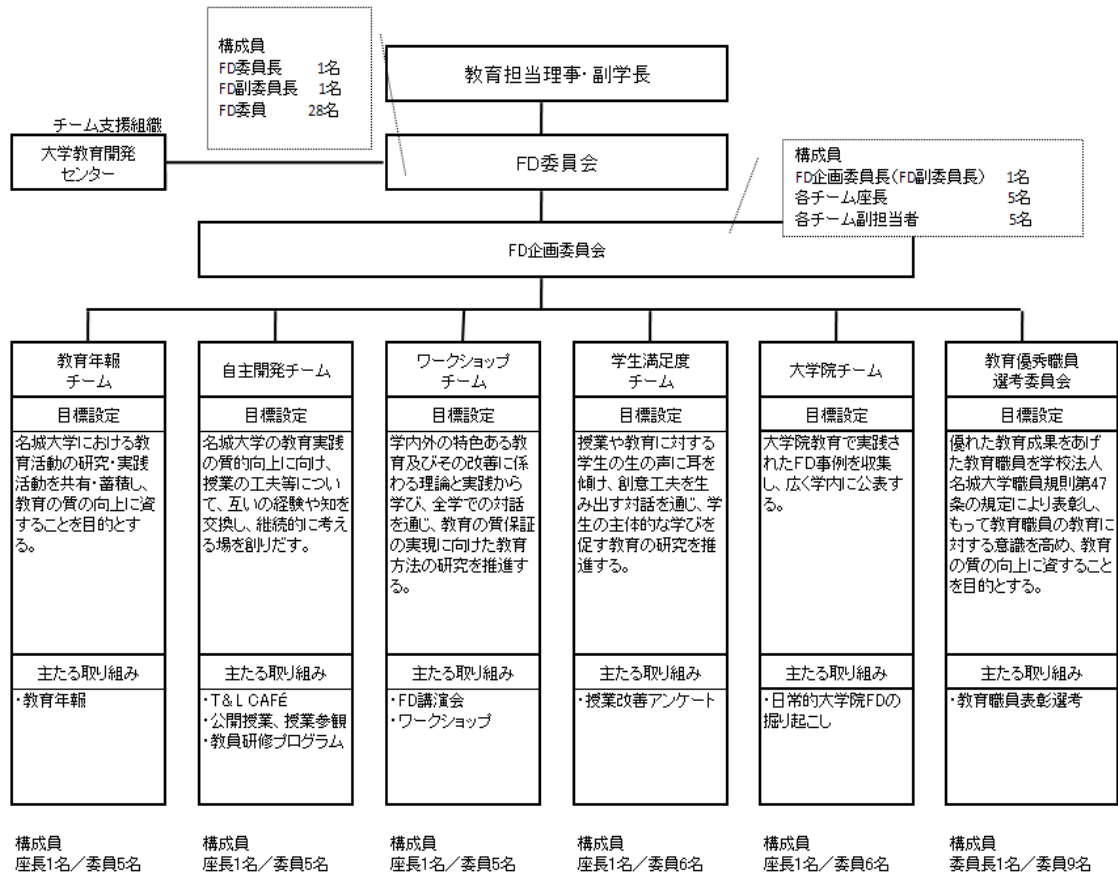 構成員
FD委員長 1名
FD副委員長 1名
FD委員 28名
教育担当理事・副学長
チーム支援組織
大学教育開発
センター
FD委員会
構成員
FD企画委員長(FD副委員長) 1名
各チーム座長 5名
各チーム副担当者 5名
FD企画委員会
教育年報
チーム
目標設定
名城大学における教
育活動の研究・実践
活動を共有・蓄積し、
教育の質の向上に資
することを目的とす
る。
主たる取り組み
・教育年報
構成員
座長1名／委員5名
自主開発チーム
目標設定
名城大学の教育実践
の質的向上に向け、
授業の工夫等につい
て、互いの経験や知を
交換し、継続的に考え
る場を創りだす。
主たる取り組み
・T&L CAFÉ
・公開授業、授業参観
・教員研修プログラム
構成員
座長1名／委員5名
ワークショップ
チーム
目標設定
学内外の特色ある教
育及びその改善に係
わる理論と実践から
学び、全学での対話
を通じ、教育の質保証
の実現に向けた教育
方法の研究を推進す
る。
主たる取り組み
・FD講演会
・ワークショップ
構成員
座長1名／委員5名
学生満足度
チーム
目標設定
授業や教育に対する
学生の生の声に耳を
傾け、創意工夫を生
み出す対話を通じ、学
生の主体的な学びを
促す教育の研究を推
進する。
主たる取り組み
・授業改善アンケート
構成員
座長1名／委員6名
大学院チーム
目標設定
大学院教育で実践さ
れたFD事例を収集
し、広く学内に公表す
る。
主たる取り組み
・日常的大学院FDの
掘り起こし
構成員
座長1名／委員6名
教育優秀職員
選考委員会
目標設定
優れた教育成果をあげ
た教育職員を学校法人
名城大学職員規則第47
条の規定により表彰し、
もって教育職員の教育に
対する意識を高め、教育
の質の向上に資すること
を目的とする。
主たる取り組み
・教育職員表彰選考
構成員
委員長1名／委員9名